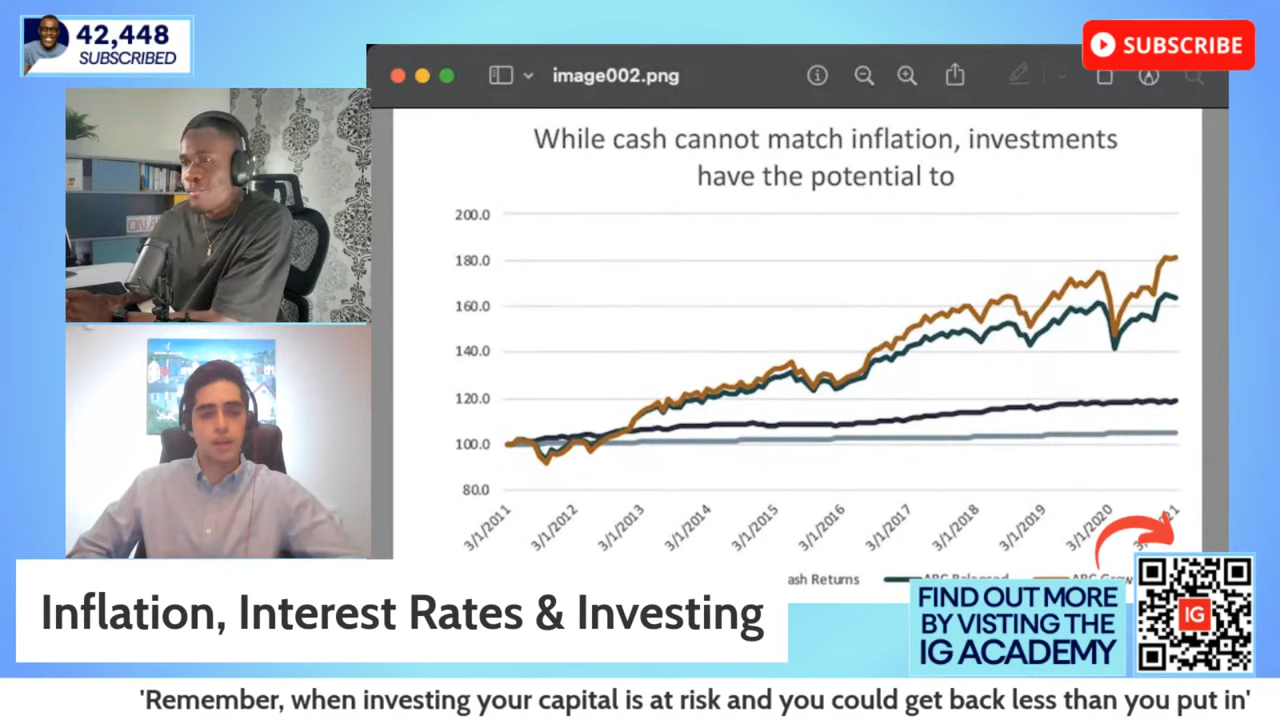 42,448
SUBSCRIBED
SUBSCRIBE
image002.png
ON A
While cash cannot match inflation, investments
have the potential to
200.0
180.0
160.0
140.0
120.0
100.0
80.0
3/1/2011
3/1/2012
3/1/2013
3/1/2014
3/1/2015
3/1/2016
3/1/2017
3/1/2018
3/1/2019
3/1/2020
ash Returns
Inflation, Interest Rates & Investing
FIND OUT MORE
BY VISTING THE
IG ACADEMY
IG
'Remember, when investing your capital is at risk and you could get back less than you put in'